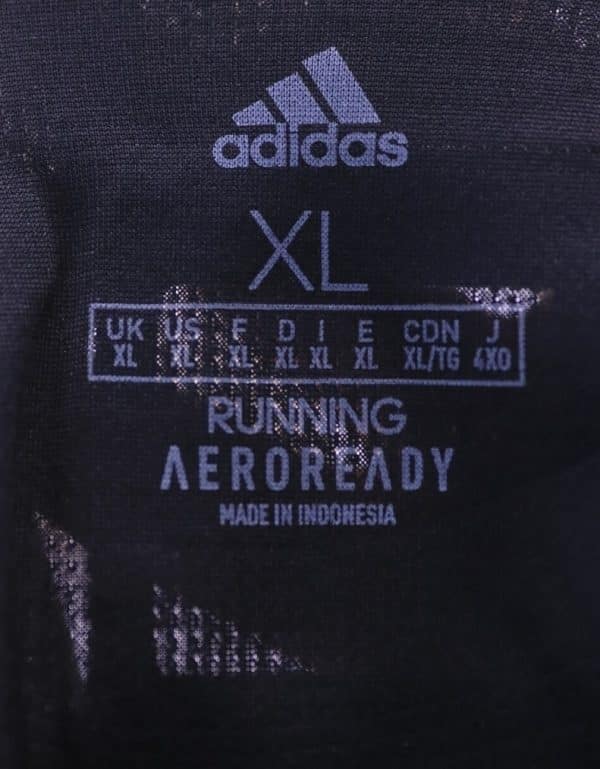 adidas
XL
UK US F D I E CDN J
XL XL XL XL XL XL XL/TG 4XO
RUNNING
AEROREADY
MADE IN INDONESIA